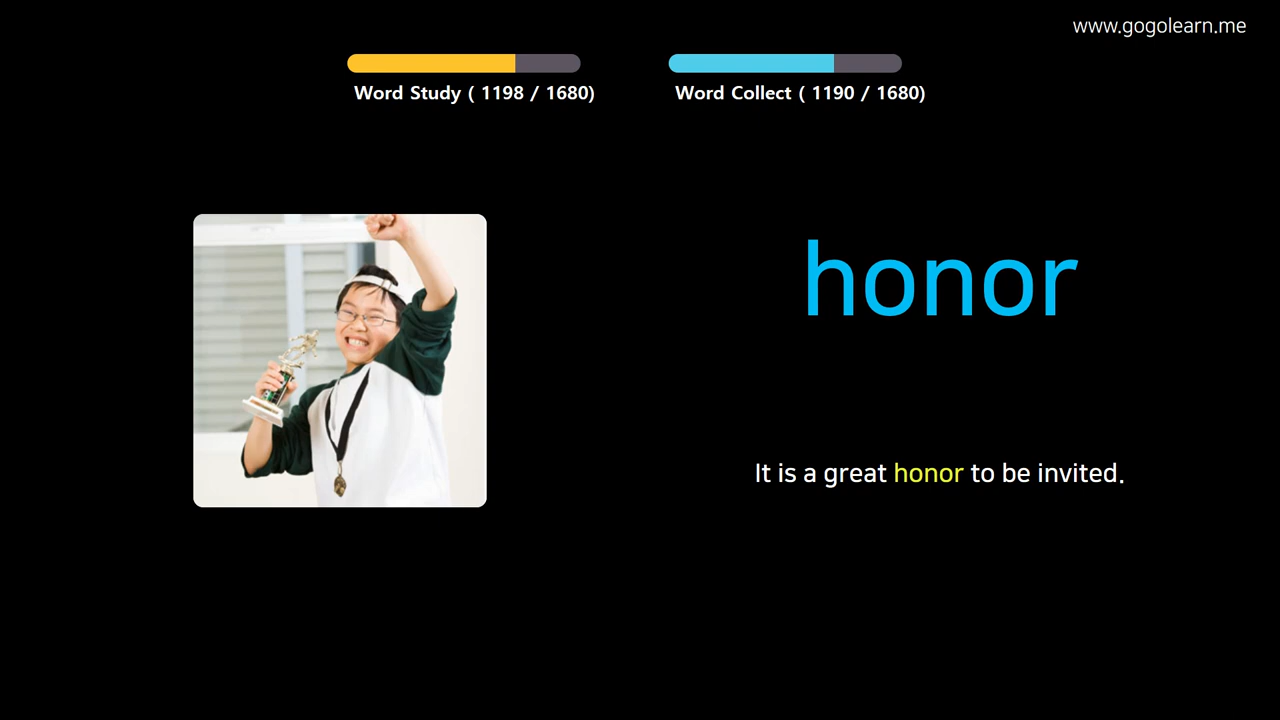 www.gogolearn.me
Word Study ( 1198 / 1680)
Word Collect ( 1190 / 1680)
honor
It is a great honor to be invited.